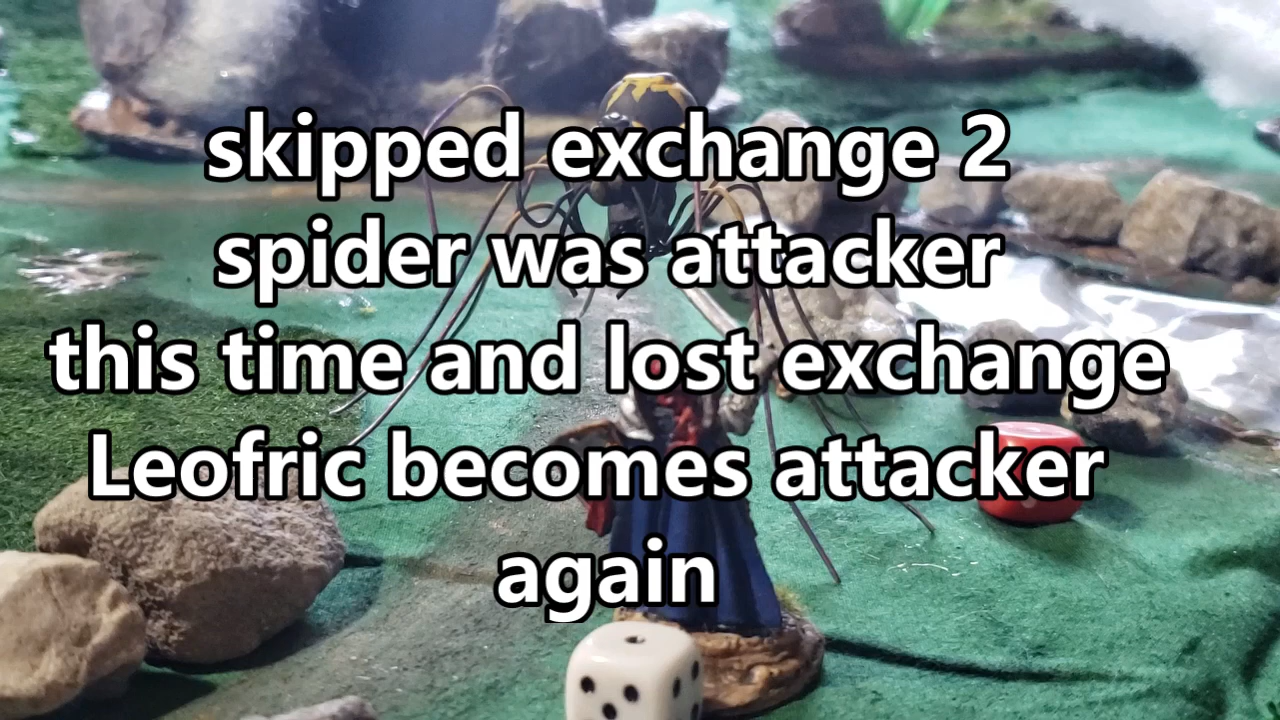 skipped exchange 2
spider was attacker
this time and lost exchange
Leofric becomes attacker
again